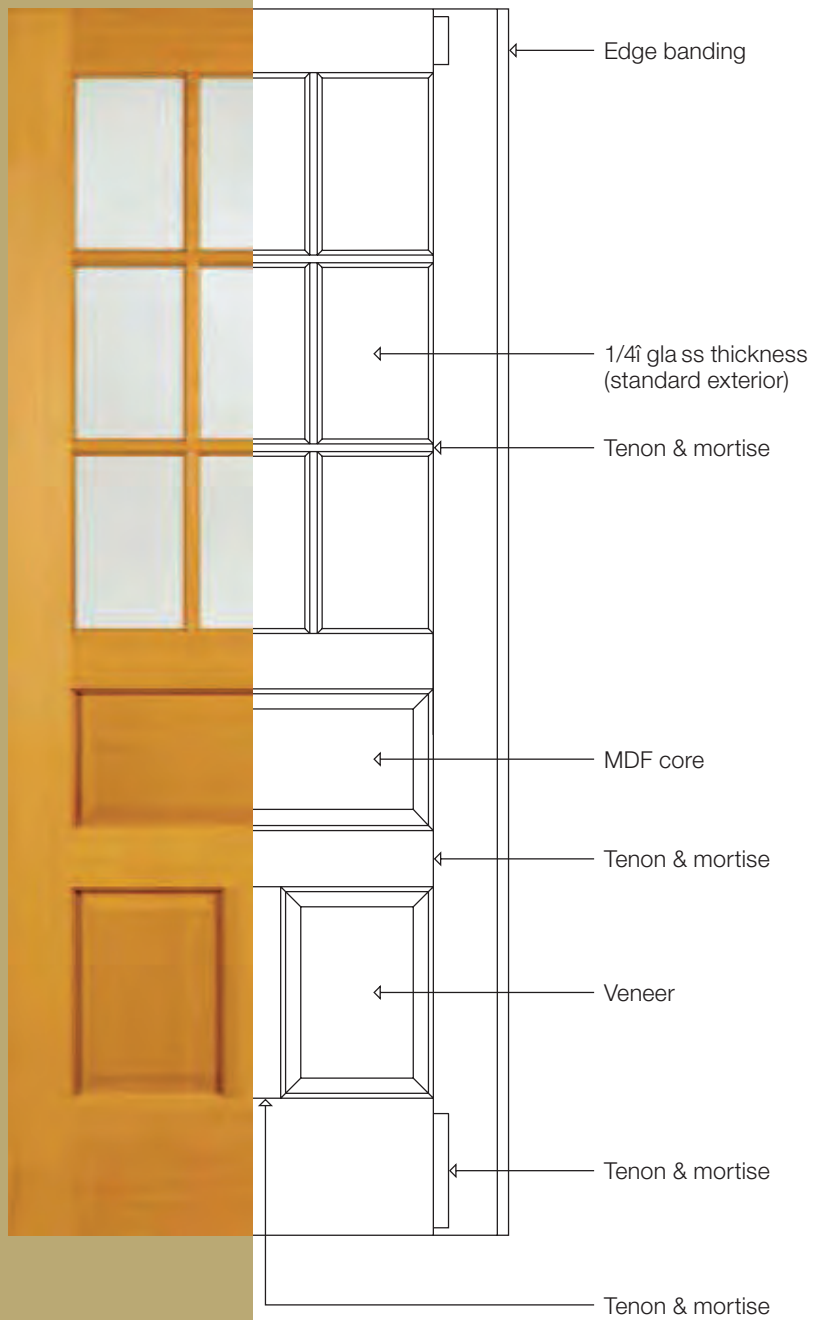 Edge banding
1/4î gla ss thickness
(standard exterior)
Tenon & mortise
MDF core
Tenon & mortise
Veneer
Tenon & mortise
Tenon & mortise